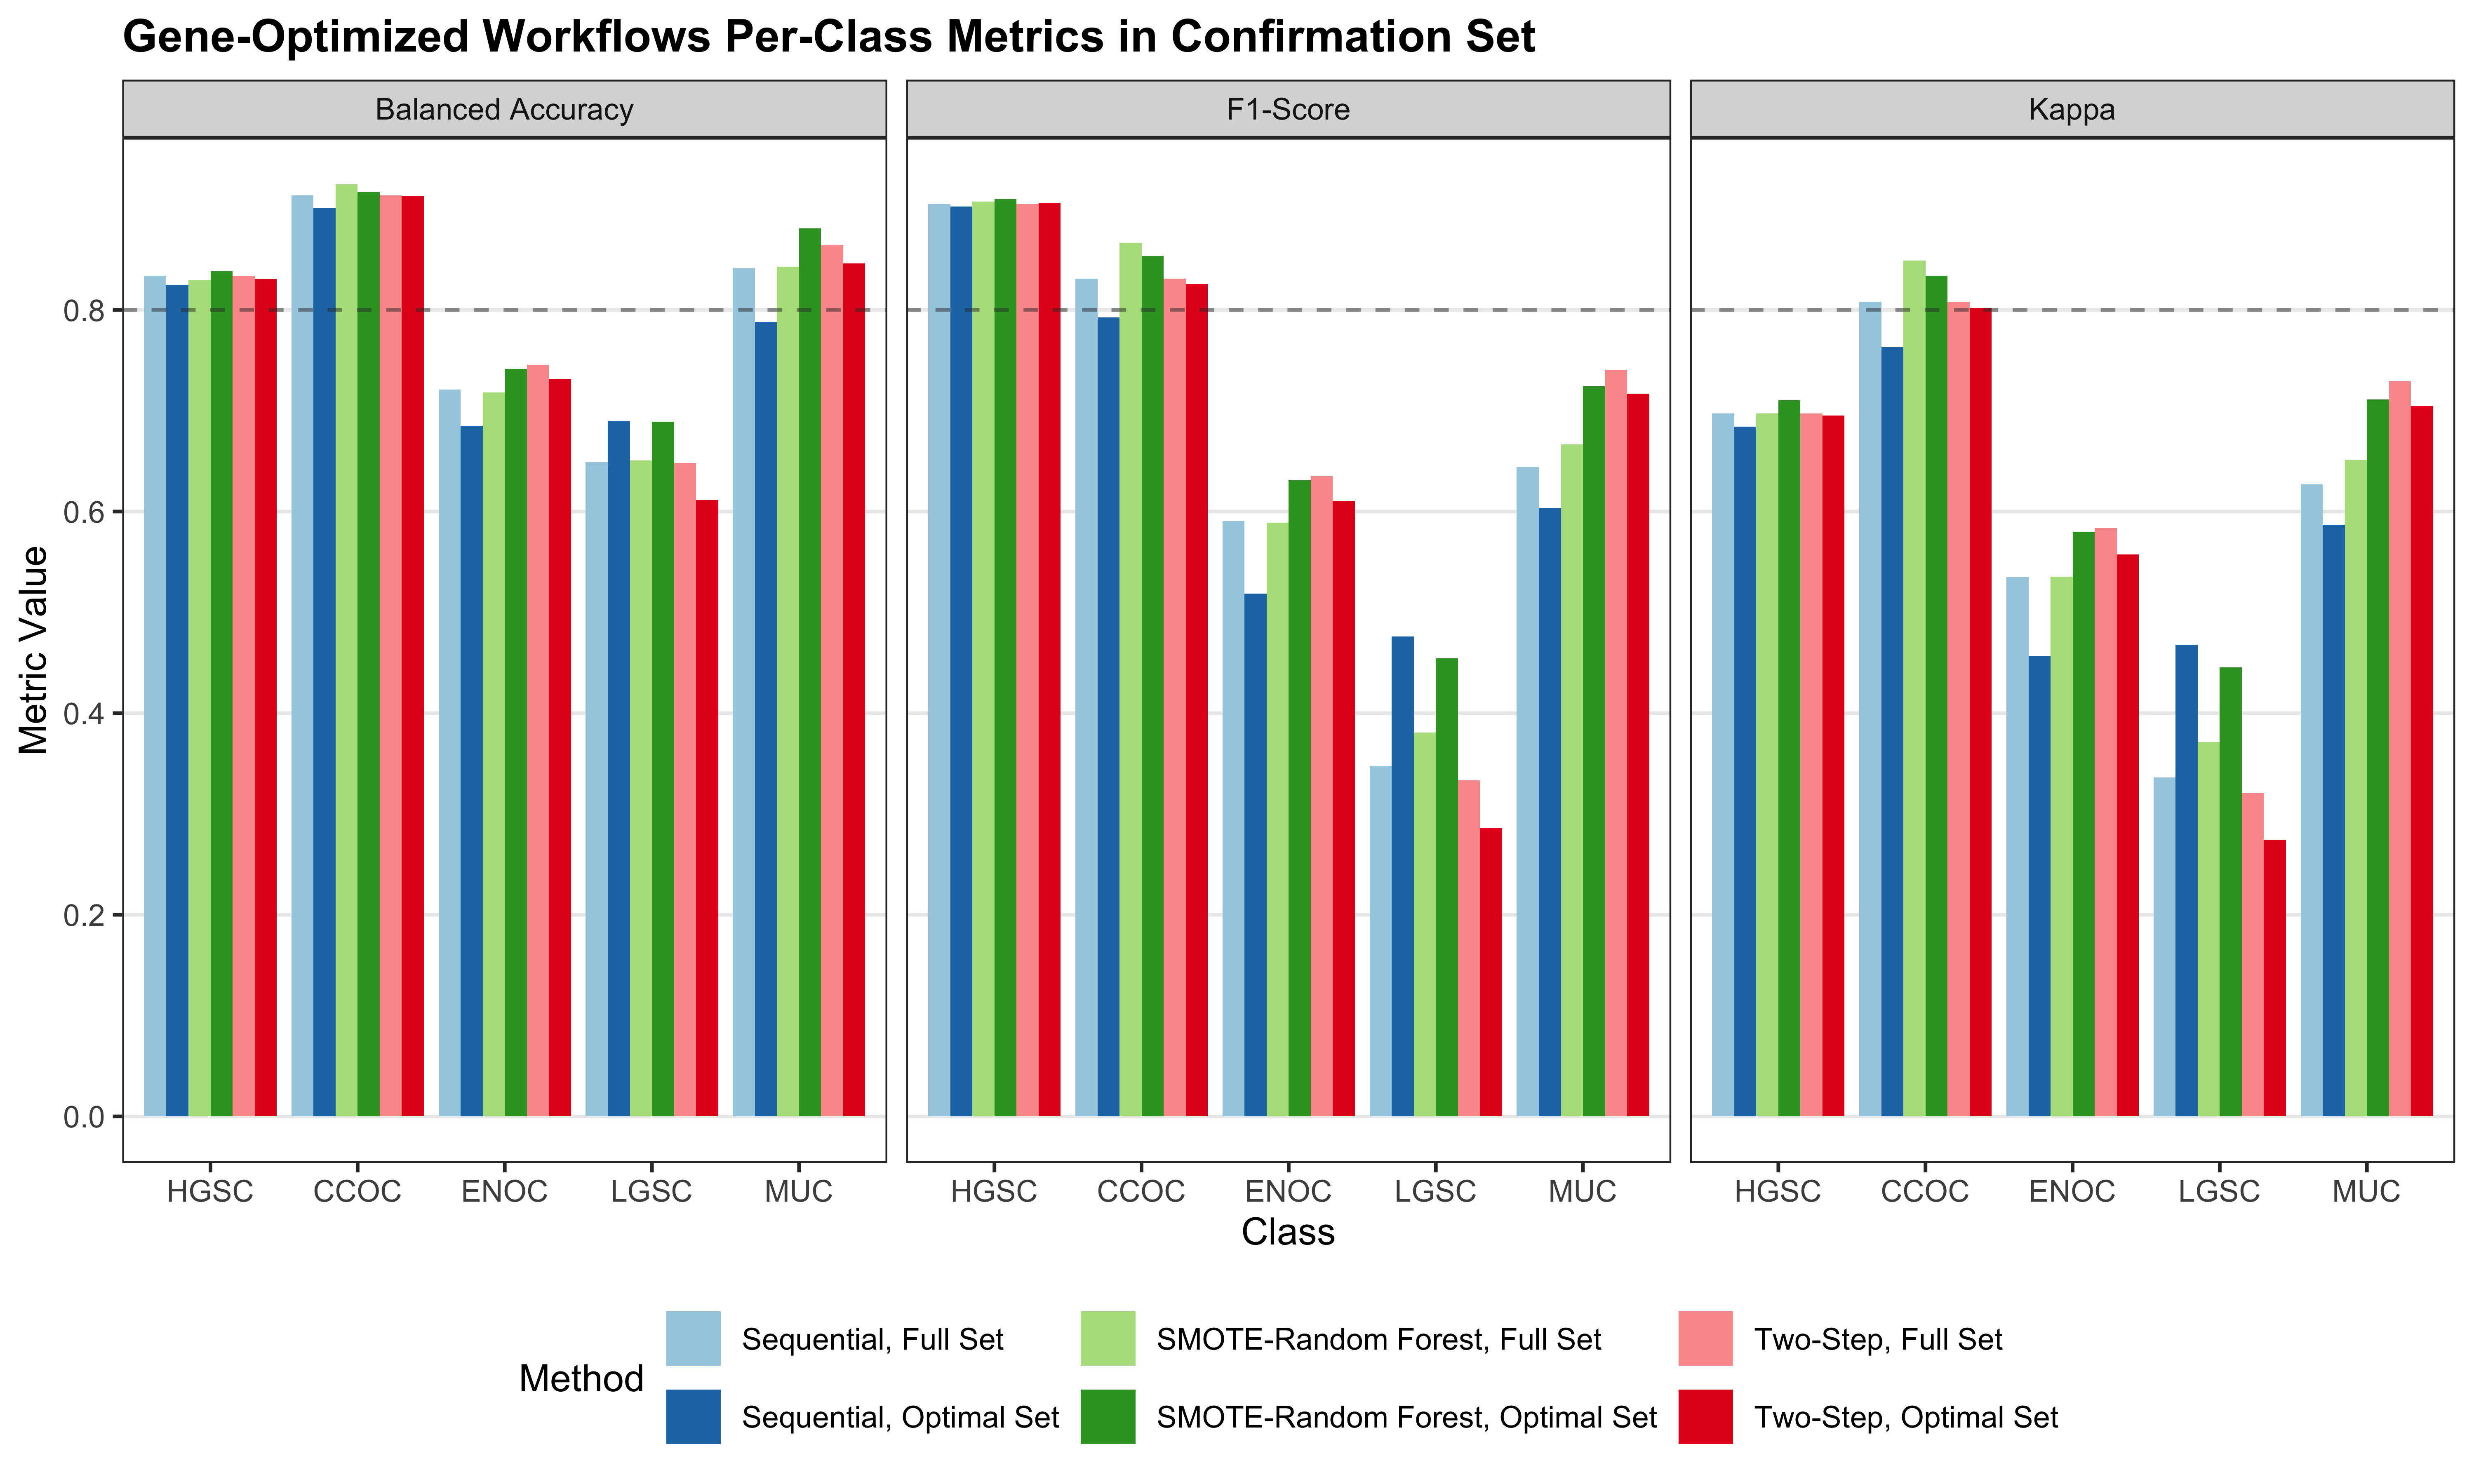 Gene-Optimized Workflows Per-Class Metrics in Confirmation Set
Balanced Accuracy
F1-Score
Kappa
Metric Value
0.8
0.6
0.4
0.2
0.0
HGSC CCOC ENOC LGSC MUC
HGSC CCOC ENOC LGSC MUC
HGSC CCOC ENOC LGSC MUC
Class
Method
Sequential, Full Set
SMOTE-Random Forest, Full Set
Two-Step, Full Set
Sequential, Optimal Set
SMOTE-Random Forest, Optimal Set
Two-Step, Optimal Set